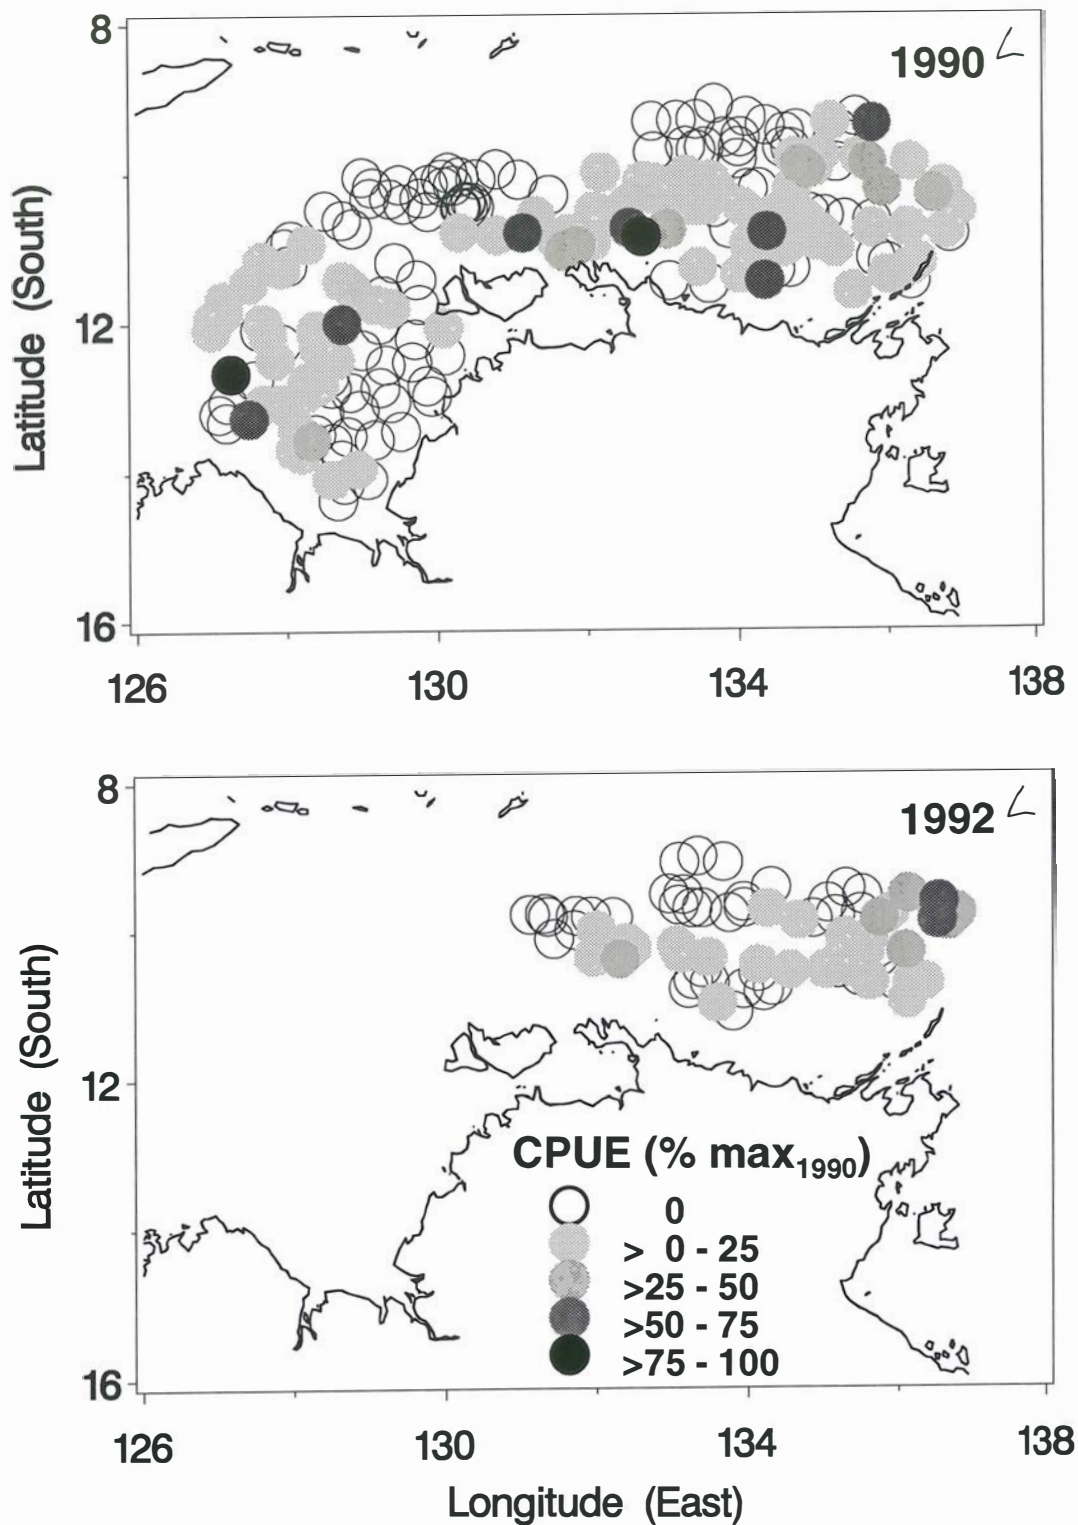 8
1990
Latitude (South)
12
16
126 130 134 138
8
1992
Latitude (South)
12
CPUE (% max1990)
0
> 0 - 25
>25 - 50
>50 - 75
>75 - 100
16
126 130 134 138
Longitude (East)